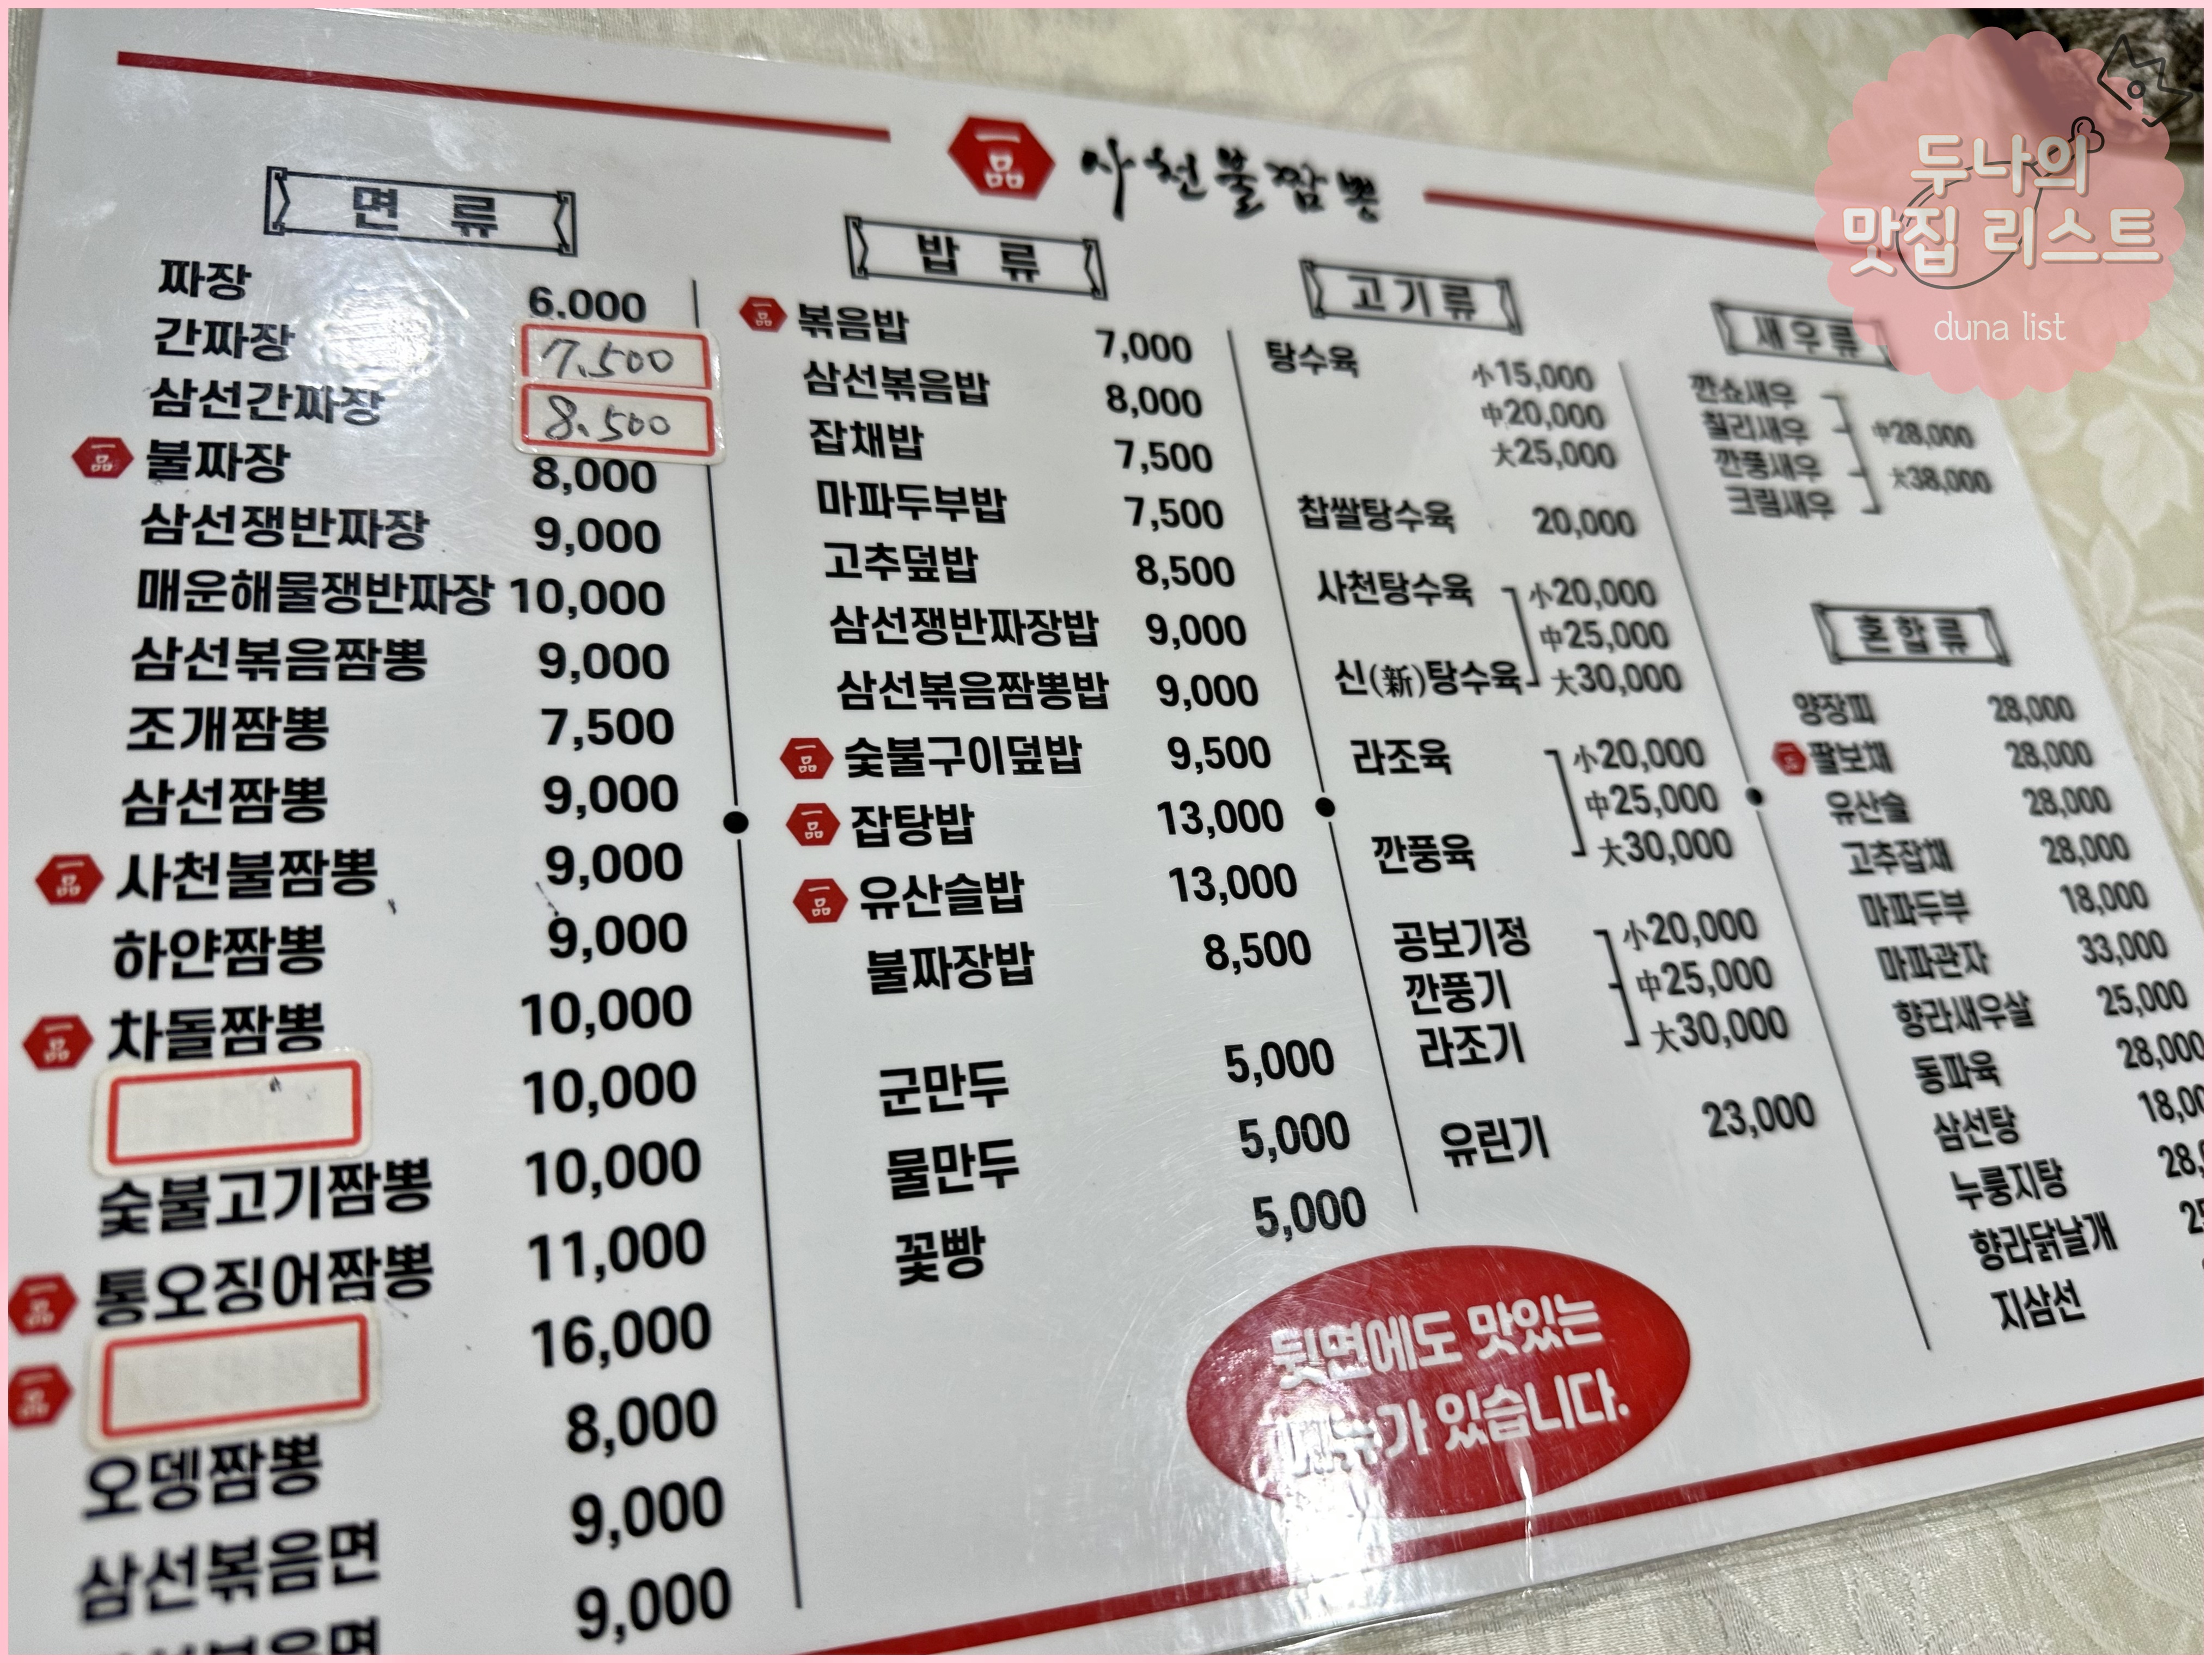 사천불짬뽕
두나의
맛집 리스트
duna list
면 류
짜장 6.000
간짜장 7.500
삼선간짜장 8.500
불짜장 8,000
삼선쟁반짜장 9,000
매운해물쟁반짜장 10,000
삼선볶음짬뽕 9,000
조개짬뽕 7,500
삼선짬뽕 9,000
사천불짬뽕 9,000
하얀짬뽕 9,000
차돌짬뽕 10,000
10,000
숯불고기짬뽕 10,000
통오징어짬뽕 11,000
16,000
오뎅짬뽕 8,000
삼선볶음면 9,000
9,000
밥 류
볶음밥 7,000
삼선볶음밥 8,000
잡채밥 7,500
마파두부밥 7,500
고추덮밥 8,500
삼선쟁반짜장밥 9,000
삼선볶음짬뽕밥 9,000
숯불구이덮밥 9,500
잡탕밥 13,000
유산슬밥 13,000
불짜장밥 8,500
군만두 5,000
물만두 5,000
꽃빵 5,000
고기류
탕수육 小15,000
中20,000
大25,000
찹쌀탕수육 20,000
사천탕수육 小20,000
中25,000
신(新)탕수육 大30,000
라조육 小20,000
中25,000
깐풍육 大30,000
공보기정 小20,000
깐풍기 中25,000
라조기 大30,000
유린기 23,000
새우류
깐쇼새우
칠리새우 中28,000
깐풍새우 大38,000
크림새우
혼합류
양장피 28,000
팔보채 28,000
유산슬 28,000
고추잡채 28,000
마파두부 18,000
마파관자 33,000
향라새우살 25,000
동파육 28,000
삼선탕
누룽지탕
향라닭날개
지삼선
뒷면에도 맛있는
메뉴가 있습니다.